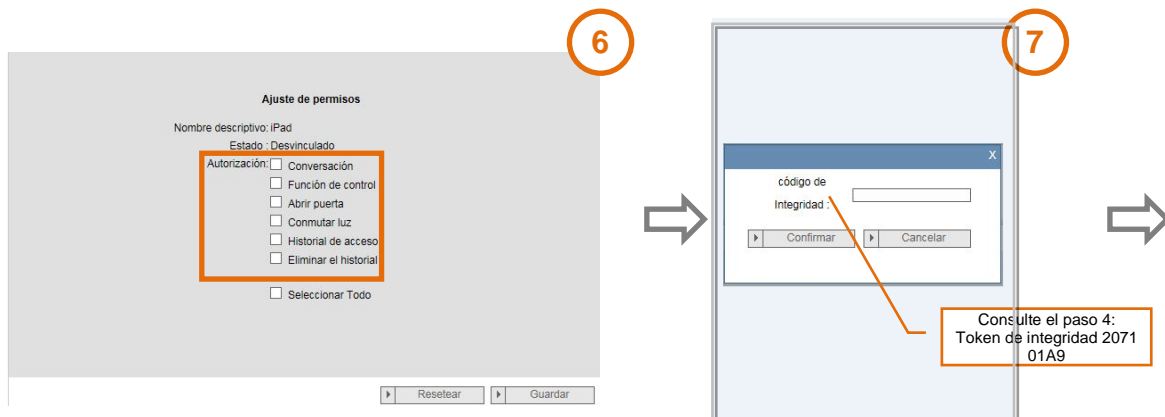 6
Ajuste de permisos
Nombre descriptivo: iPad
Estado : Desvinculado
Autorización: Conversación
Función de control
Abrir puerta
Conmutar luz
Historial de acceso
Eliminar el historial
Seleccionar Todo
Resetear Guardar
7
X
código de
Integridad :
Confirmar Cancelar
Consulte el paso 4:
Token de integridad 2071
01A9